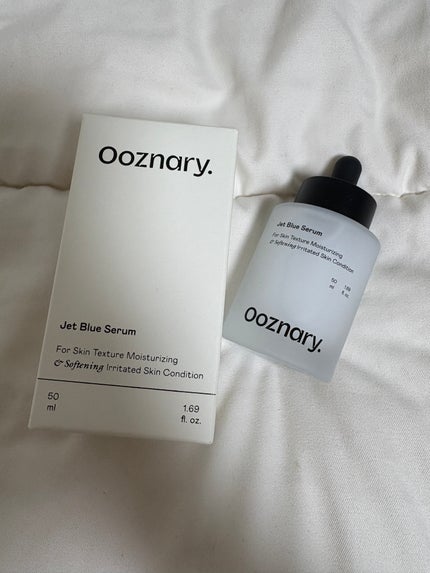 Ooznary.
Jet Blue Serum
For Skin Texture Moisturizing
& Softening Irritated Skin Condition
50
ml
1.69
fl. oz.
Jet Blue Serum
For Skin Texture Moisturizing
& Softening Irritated Skin Condition
50
ml
1.69
fl. oz.
ooznary.